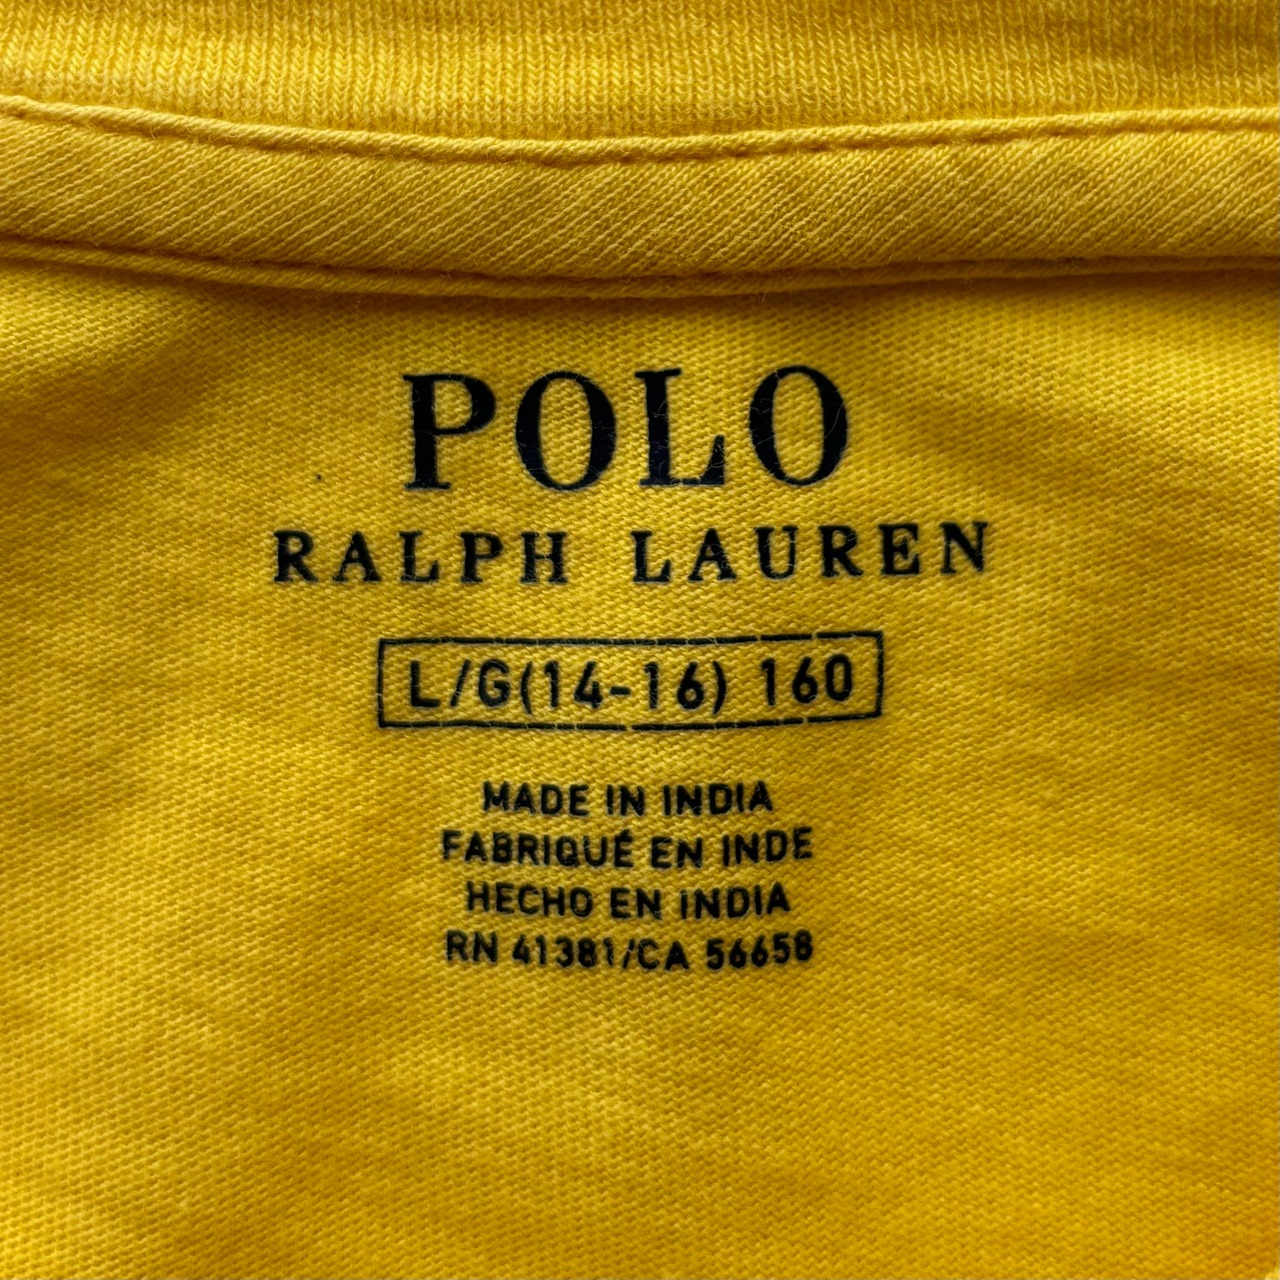 POLO
RALPH LAUREN
L/G(14-16) 160
MADE IN INDIA
FABRIQUÉ EN INDE
HECHO EN INDIA
RN 41381/CA 56658